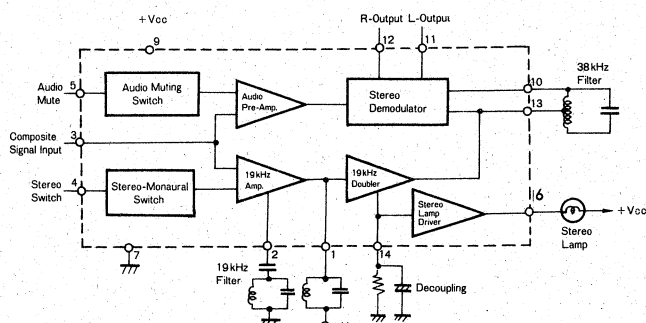 R-Output L-Output
+Vcc
9
12
11
5
Audio
Mute
Audio Muting
Switch
Audio
Pre-Amp.
Stereo
Demodulator
10
13
38kHz
Filter
3
Composite
Signal Input
4
Stereo
Switch
Stereo-Monaural
Switch
19kHz
Amp.
19kHz
Doubler
Stereo
Lamp
Driver
6
+Vcc
Stereo
Lamp
7
2
1
14
19kHz
Filter
Decoupling